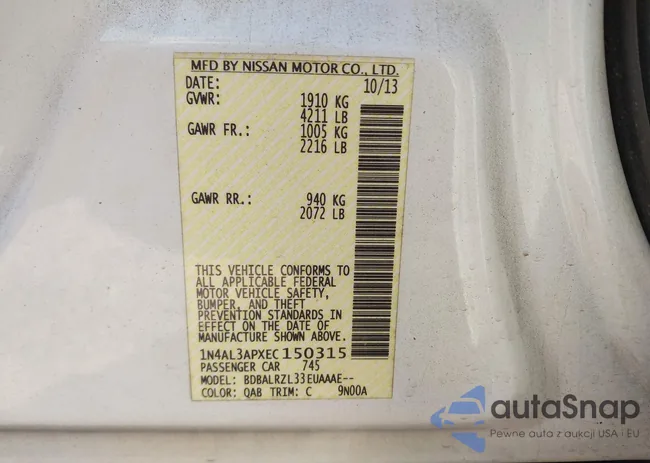 MFD BY NISSAN MOTOR CO., LTD.
DATE: 10/13
GVWR: 1910 KG
4211 LB
GAWR FR.: 1005 KG
2216 LB
GAWR RR.: 940 KG
2072 LB
THIS VEHICLE CONFORMS TO
ALL APPLICABLE FEDERAL
MOTOR VEHICLE SAFETY,
BUMPER, AND THEFT
PREVENTION STANDARDS
IN EFFECT ON THE DATE OF
MANUFACTURE SHOWN ABOVE.
1N4AL3APXEC150315
PASSENGER CAR 745
MODEL: BDBALRZL33EUAAAE--
COLOR: QAB TRIM: C 9N00A
autaSnap
Pewne auta z aukcji USA i EU